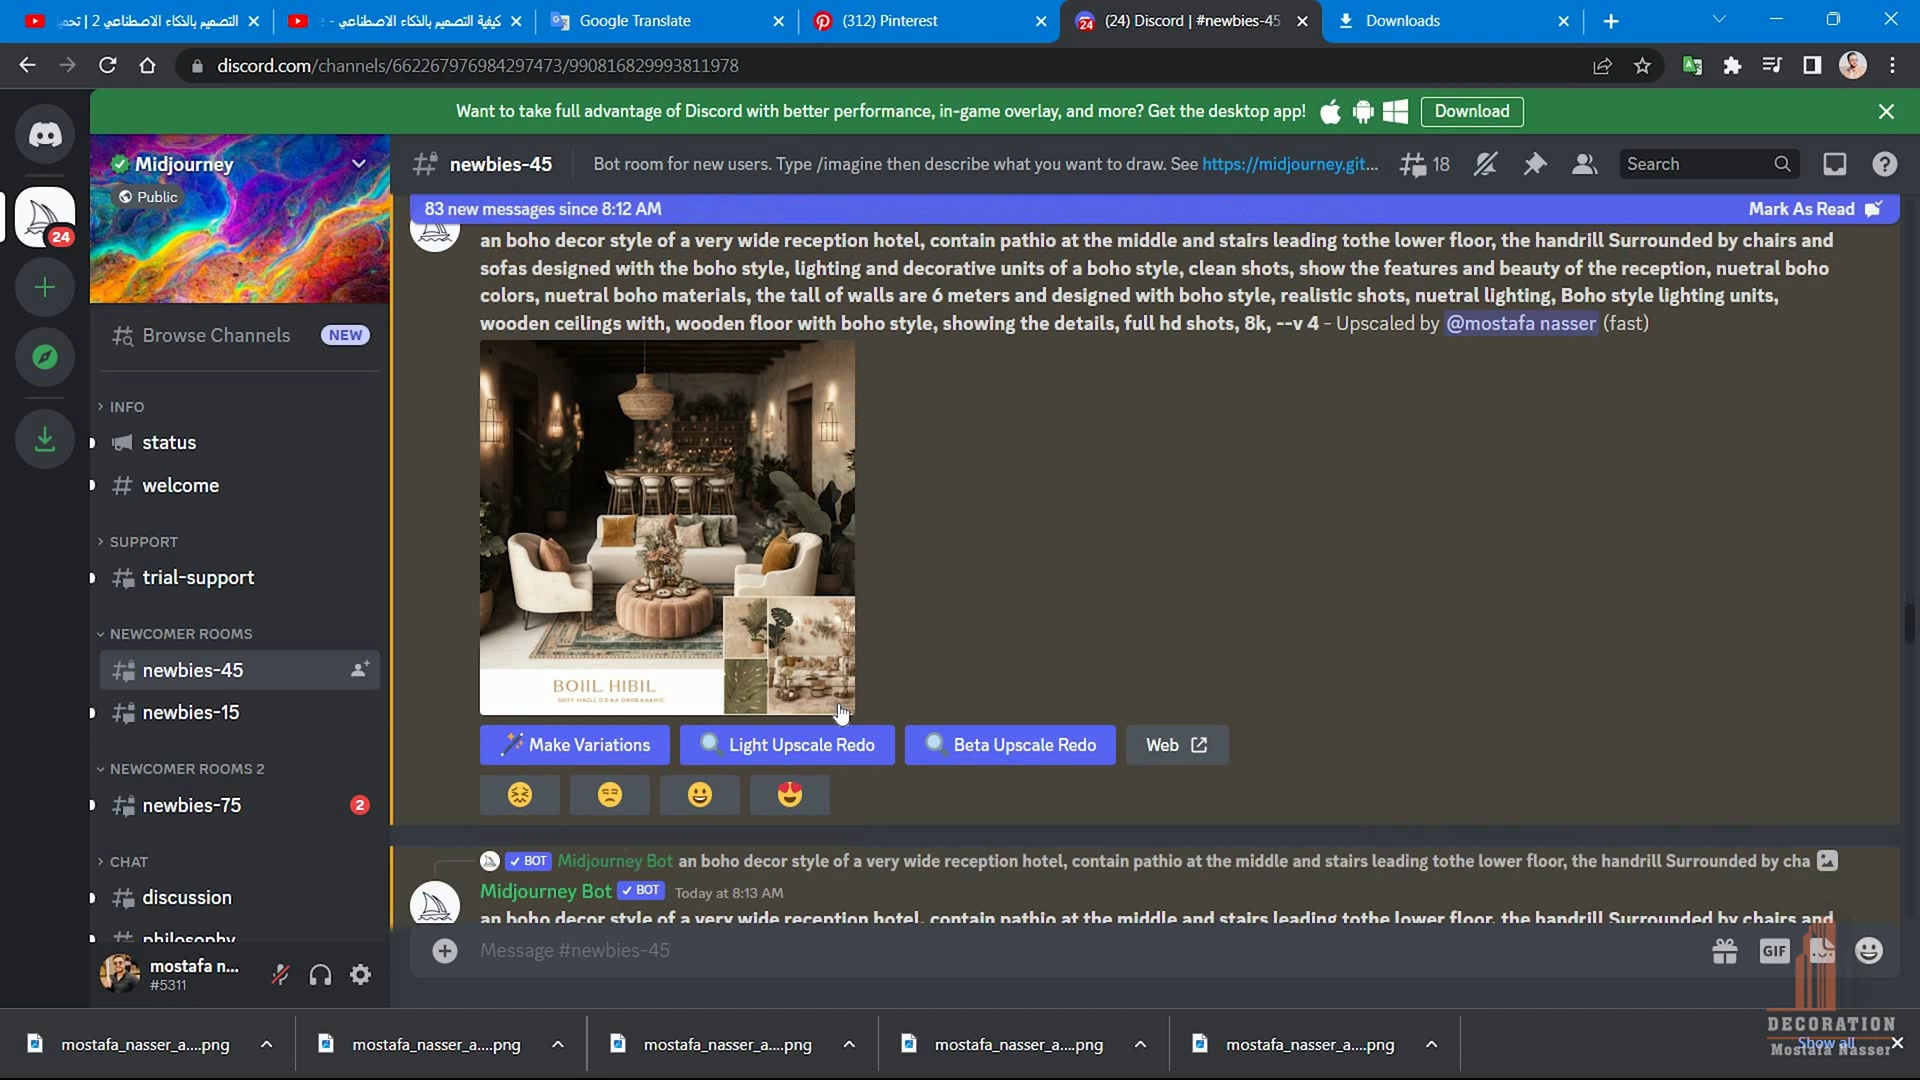 التصميم بالذكاء الاصطناعي 2 | تحم
كيفية التصميم بالذكاء الاصطناعي -
Google Translate
(312) Pinterest
(24) Discord | #newbies-45
24
Downloads
discord.com/channels/662267976984297473/990816829993811978
Want to take full advantage of Discord with better performance, in-game overlay, and more? Get the desktop app!
Download
Midjourney
Public
24
newbies-45
Bot room for new users. Type /imagine then describe what you want to draw. See https://midjourney.git...
18
Search
83 new messages since 8:12 AM
Mark As Read
an boho decor style of a very wide reception hotel, contain pathio at the middle and stairs leading tothe lower floor, the handrill Surrounded by chairs and
sofas designed with the boho style, lighting and decorative units of a boho style, clean shots, show the features and beauty of the reception, nuetral boho
colors, nuetral boho materials, the tall of walls are 6 meters and designed with boho style, realistic shots, nuetral lighting, Boho style lighting units,
wooden ceilings with, wooden floor with boho style, showing the details, full hd shots, 8k, --v 4 - Upscaled by @mostafa nasser (fast)
Browse Channels
NEW
INFO
status
welcome
SUPPORT
trial-support
NEWCOMER ROOMS
newbies-45
newbies-15
NEWCOMER ROOMS 2
newbies-75
2
CHAT
discussion
philosophy
BOIIL HIBIL
Make Variations
Light Upscale Redo
Beta Upscale Redo
Web
BOT Midjourney Bot an boho decor style of a very wide reception hotel, contain pathio at the middle and stairs leading tothe lower floor, the handrill Surrounded by cha
Midjourney Bot BOT Today at 8:13 AM
an boho decor style of a very wide reception hotel, contain pathio at the middle and stairs leading tothe lower floor, the handrill Surrounded by chairs and
Message #newbies-45
GIF
mostafa n...
#5311
mostafa_nasser_a....png
mostafa_nasser_a....png
mostafa_nasser_a....png
mostafa_nasser_a....png
mostafa_nasser_a....png
Show all
DECORATION
Mostafa Nasser